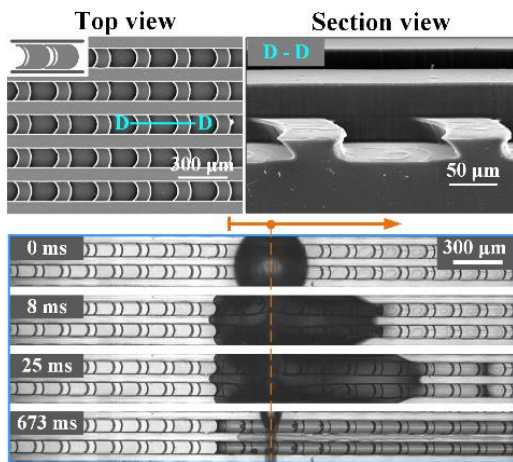 Top view
Section view
D - D
D D
300 μm
50 μm
0 ms
300 μm
8 ms
25 ms
673 ms